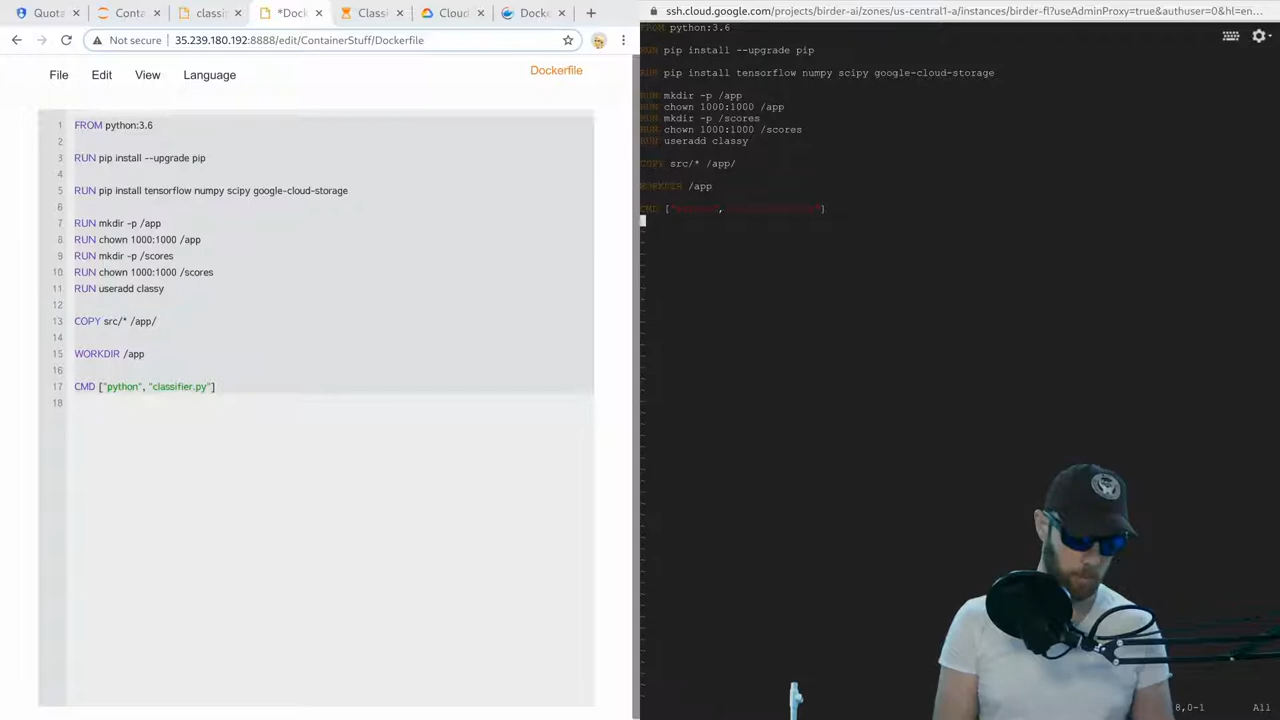 Quota
Conta
classi
*Dock
Classi
Cloud
Docke
Not secure 35.239.190.192:8888/edit/ContainerStuff/Dockerfile
File Edit View Language Dockerfile
1 FROM python:3.6
2
3 RUN pip install --upgrade pip
4
5 RUN pip install tensorflow numpy scipy google-cloud-storage
6
7 RUN mkdir -p /app
8 RUN chown 1000:1000 /app
9 RUN mkdir -p /scores
10 RUN chown 1000:1000 /scores
11 RUN useradd classy
12
13 COPY src/* /app/
14
15 WORKDIR /app
16
17 CMD ["python", "classifier.py"]
18
ssh.cloud.google.com/projects/birder-ai/zones/us-central1-a/instances/birder-fl?useAdminProxy=true&authuser=0&hl=en...
FROM python:3.6
RUN pip install --upgrade pip
RUN pip install tensorflow numpy scipy google-cloud-storage
RUN mkdir -p /app
RUN chown 1000:1000 /app
RUN mkdir -p /scores
RUN chown 1000:1000 /scores
RUN useradd classy
COPY src/* /app/
WORKDIR /app
CMD ["python", "classifier.py"]
8,0-1 All